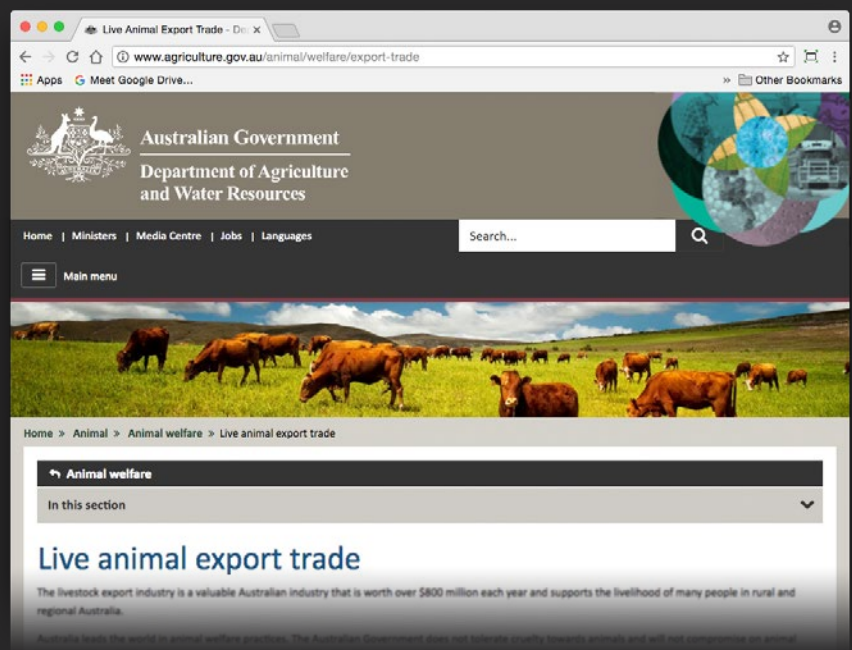 Live Animal Export Trade - De
www.agriculture.gov.au/animal/welfare/export-trade
Apps Meet Google Drive... » Other Bookmarks
Australian Government
Department of Agriculture
and Water Resources
Home | Ministers | Media Centre | Jobs | Languages
Search...
Main menu
Home » Animal » Animal welfare » Live animal export trade
Animal welfare
In this section
Live animal export trade
The livestock export industry is a valuable Australian industry that is worth over $800 million each year and supports the livelihood of many people in rural and
regional Australia.
Australia leads the world in animal welfare practices. The Australian Government does not tolerate cruelty towards animals and will not compromise on animal